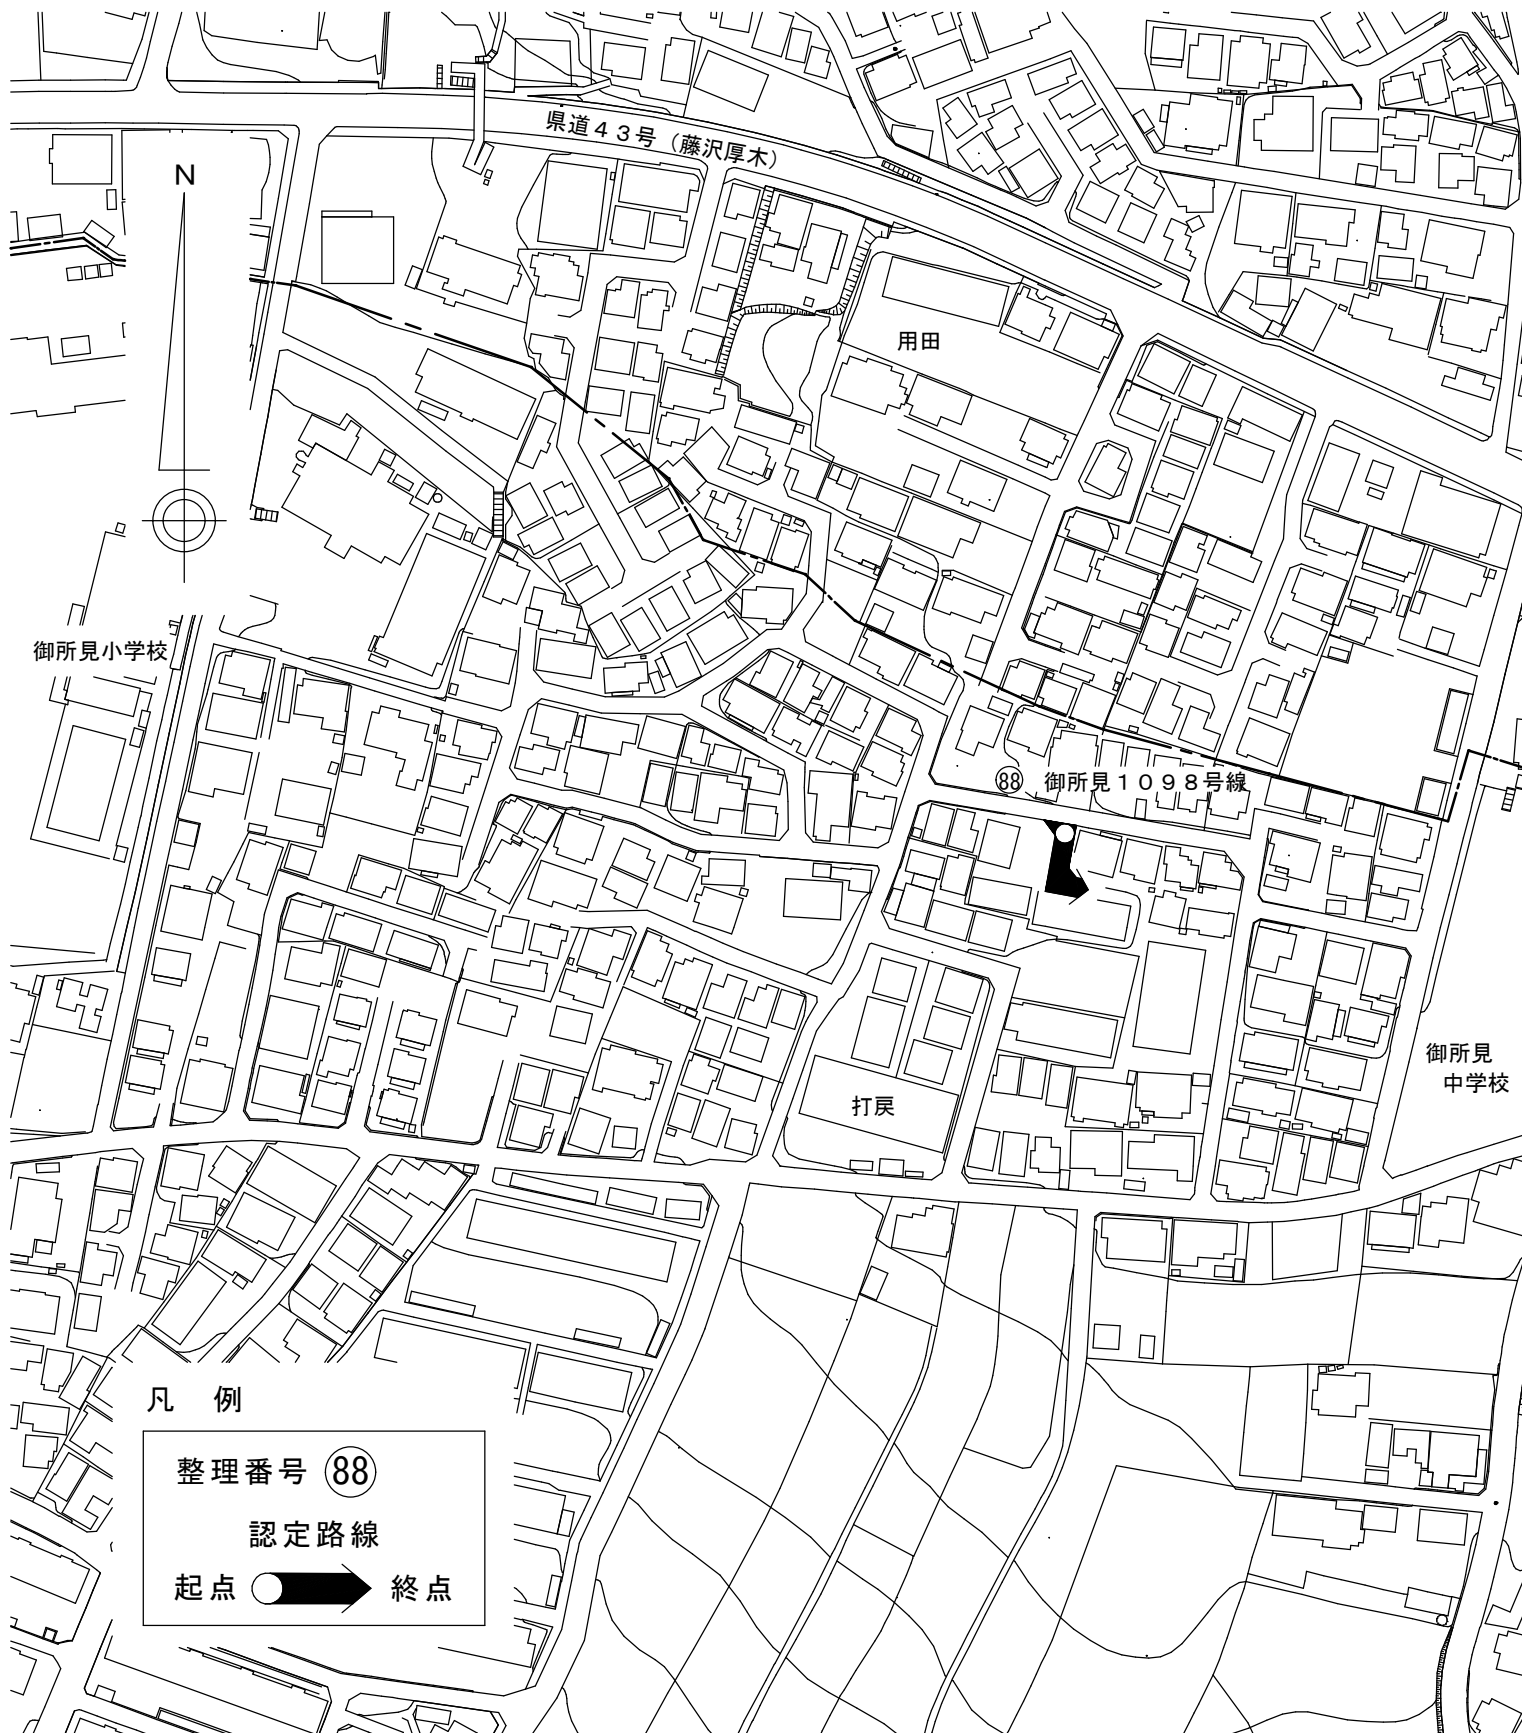 県道43号（藤沢厚木）
N
用田
御所見小学校
88 御所見1098号線
御所見
中学校
打戻
凡 例
整理番号 88
認定路線
起点 終点